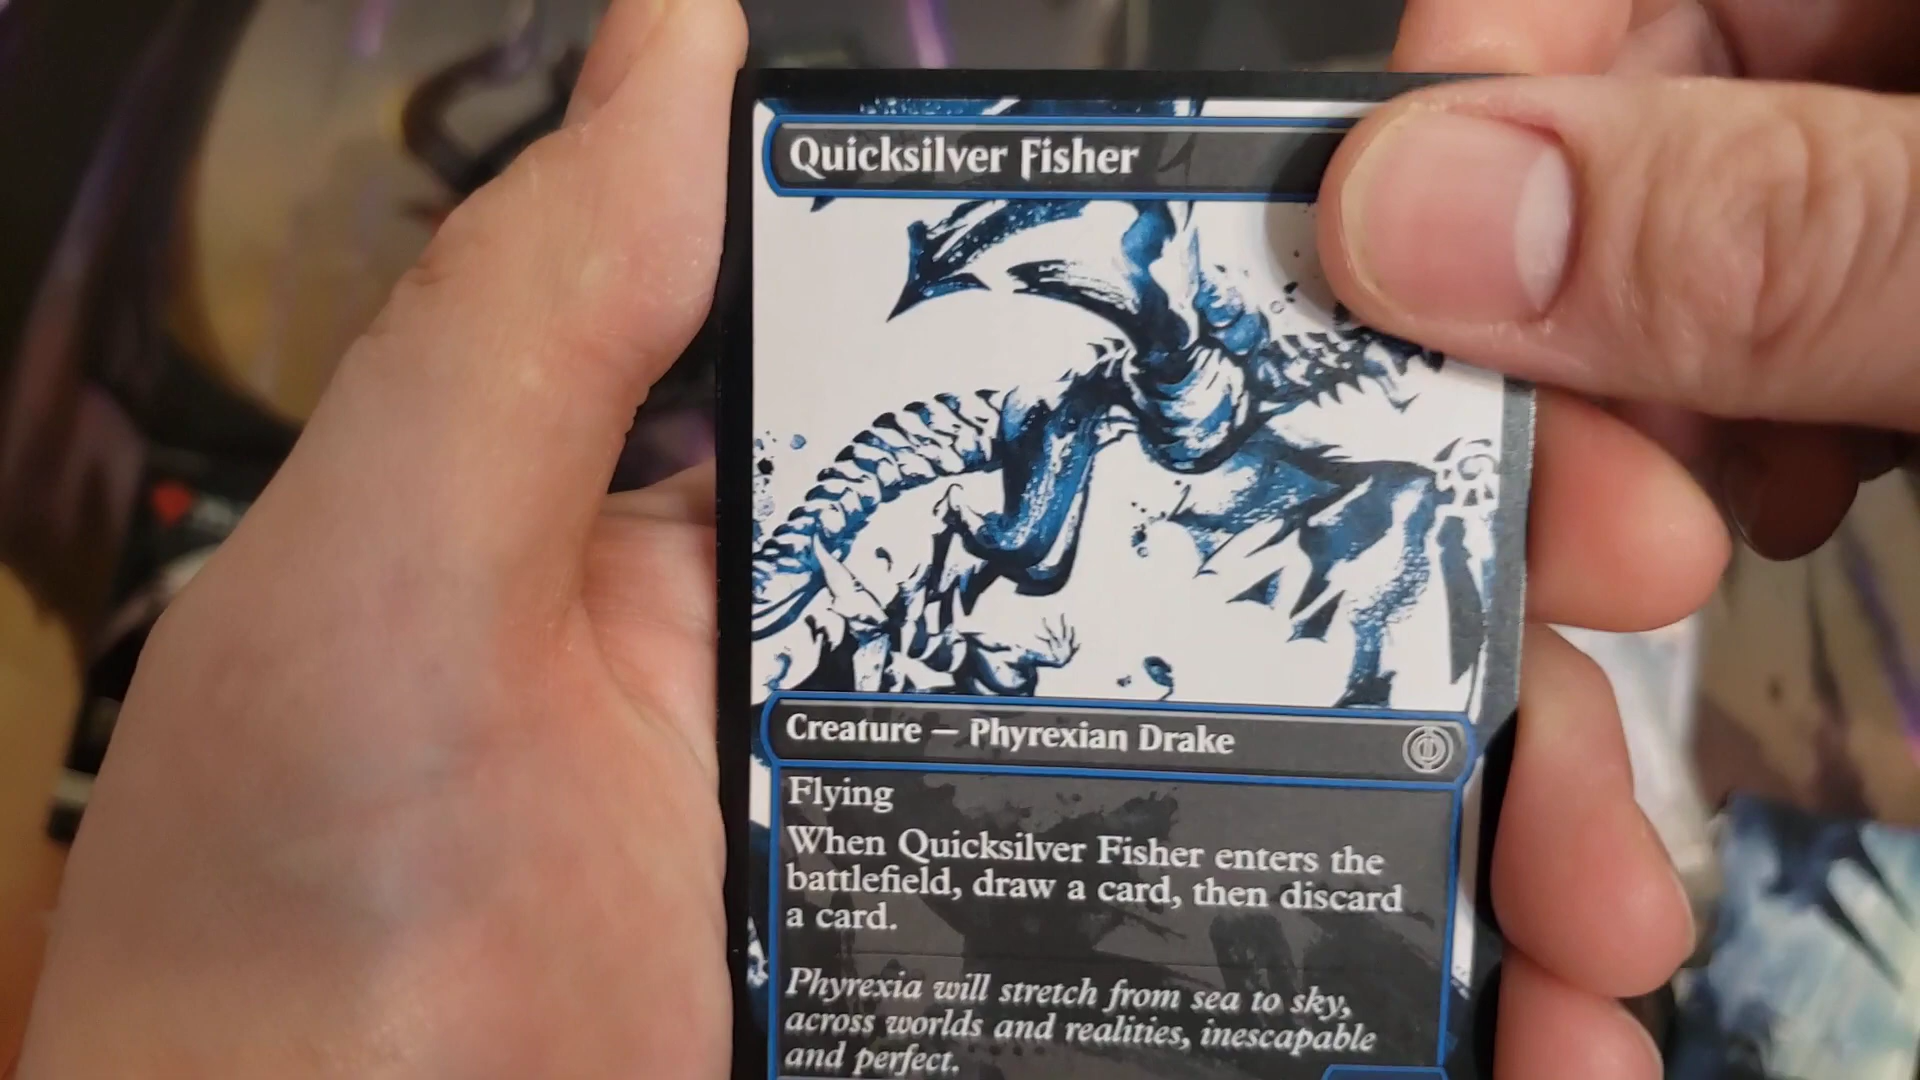 Quicksilver Fisher
Creature — Phyrexian Drake
Flying
When Quicksilver Fisher enters the
battlefield, draw a card, then discard
a card.
Phyrexia will stretch from sea to sky,
across worlds and realities, inescapable
and perfect.